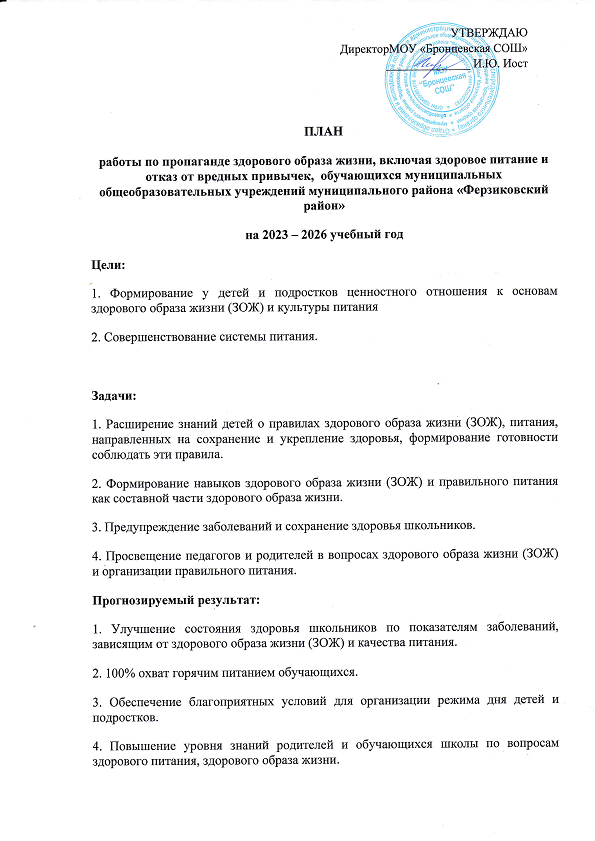 УТВЕРЖДАЮ
ДиректорМОУ «Бронцевская СОШ»
И.Ю. Иост
МОУ
"Бронцевская
СОШ"
ПЛАН
работы по пропаганде здорового образа жизни, включая здоровое питание и
отказ от вредных привычек, обучающихся муниципальных
общеобразовательных учреждений муниципального района «Ферзиковский
район»
на 2023 – 2026 учебный год
Цели:
1. Формирование у детей и подростков ценностного отношения к основам
здорового образа жизни (ЗОЖ) и культуры питания
2. Совершенствование системы питания.
Задачи:
1. Расширение знаний детей о правилах здорового образа жизни (ЗОЖ), питания,
направленных на сохранение и укрепление здоровья, формирование готовности
соблюдать эти правила.
2. Формирование навыков здорового образа жизни (ЗОЖ) и правильного питания
как составной части здорового образа жизни.
3. Предупреждение заболеваний и сохранение здоровья школьников.
4. Просвещение педагогов и родителей в вопросах здорового образа жизни (ЗОЖ)
и организации правильного питания.
Прогнозируемый результат:
1. Улучшение состояния здоровья школьников по показателям заболеваний,
зависящим от здорового образа жизни (ЗОЖ) и качества питания.
2. 100% охват горячим питанием обучающихся.
3. Обеспечение благоприятных условий для организации режима дня детей и
подростков.
4. Повышение уровня знаний родителей и обучающихся школы по вопросам
здорового питания, здорового образа жизни.